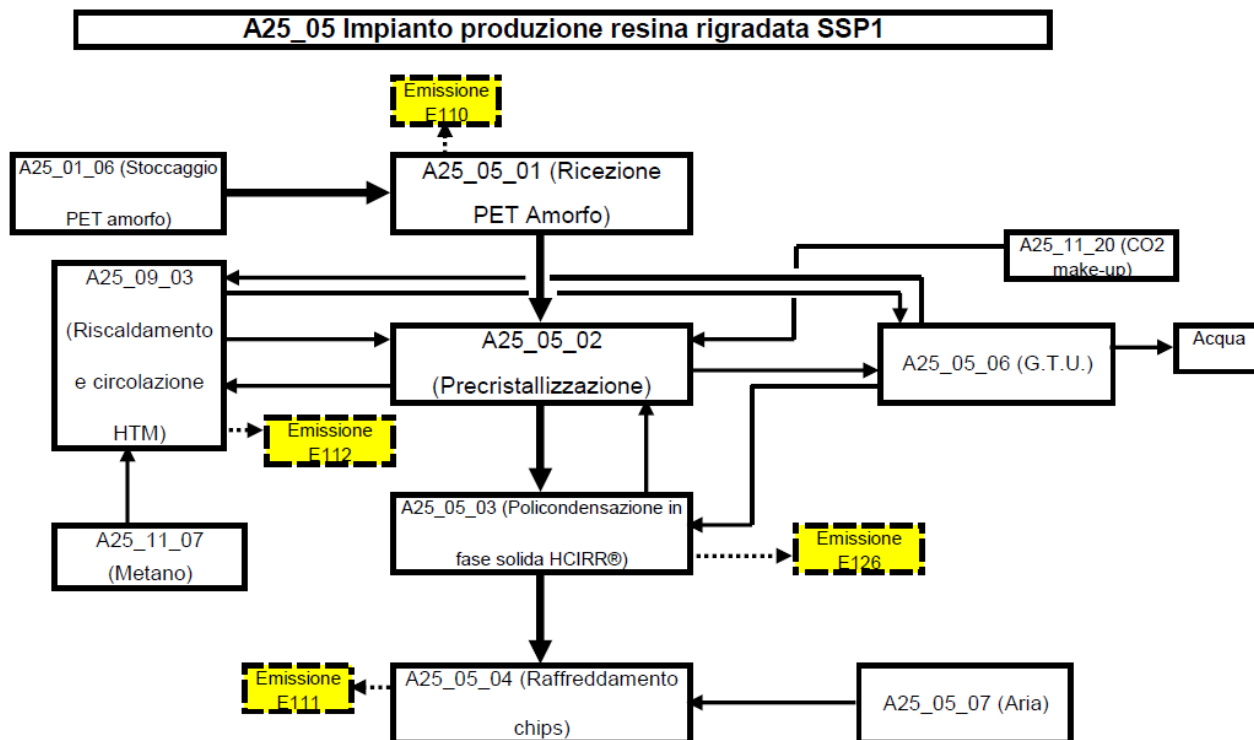 A25_05 Impianto produzione resina rigradata SSP1
Emissione
E110
A25_01_06 (Stoccaggio
PET amorfo)
A25_05_01 (Ricezione
PET Amorfo)
A25_11_20 (CO2
make-up)
A25_09_03
(Riscaldamento
e circolazione
HTM)
A25_05_02
(Precristallizzazione)
A25_05_06 (G.T.U.)
Acqua
Emissione
E112
A25_11_07
(Metano)
A25_05_03 (Policondensazione in
fase solida HCIRR®)
Emissione
E126
Emissione
E111
A25_05_04 (Raffreddamento
chips)
A25_05_07 (Aria)